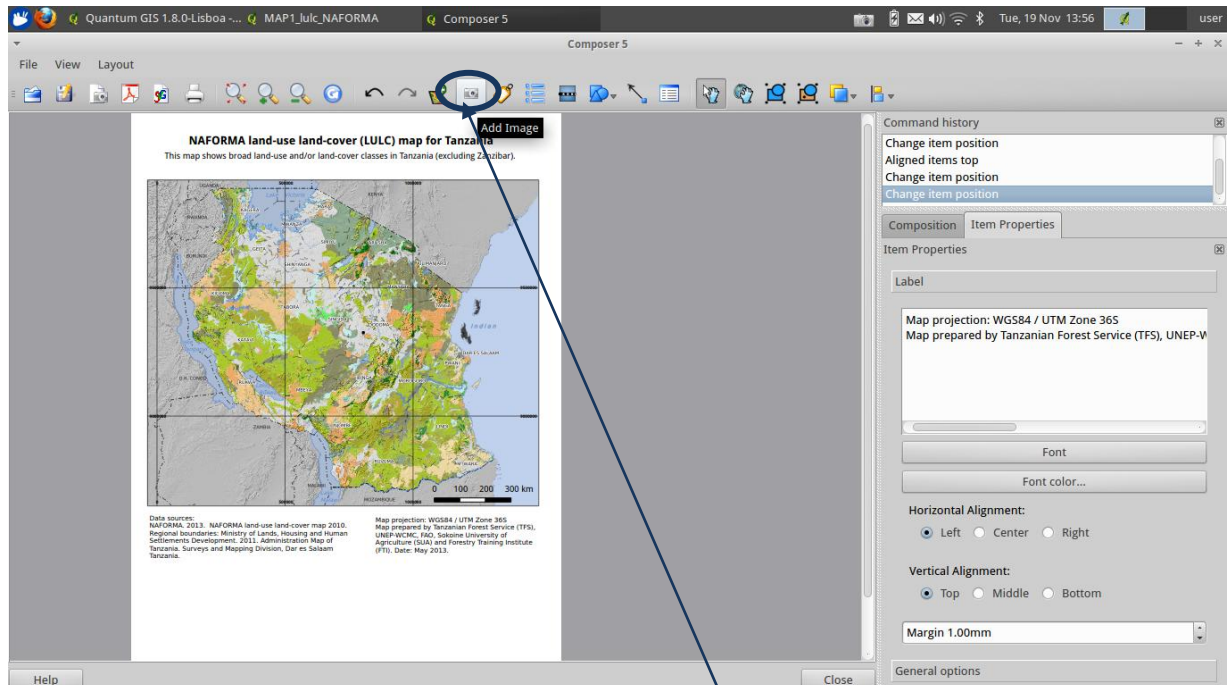 Quantum GIS 1.8.0-Lisboa -... MAP1_lulc_NAFORMA Composer 5 Tue, 19 Nov 13:56 user
Composer 5
File View Layout
Add Image
NAFORMA land-use land-cover (LULC) map for Tanzania
This map shows broad land-use and/or land-cover classes in Tanzania (excluding Zanzibar).
Indian
DODOMA
0 100 200 300 km
Data sources:
NAFORMA. 2013. NAFORMA land-use land-cover map 2010.
Regional boundaries: Ministry of Lands, Housing and Human
Settlements Development. 2011. Administration Map of
Tanzania. Surveys and Mapping Division, Dar es Salaam
Tanzania.
Map projection: WGS84 / UTM Zone 36S
Map prepared by Tanzanian Forest Service (TFS),
UNEP-WCMC, FAO, Sokoine University of
Agriculture (SUA) and Forestry Training Institute
(FTI). Date: May 2013.
Command history
Change item position
Aligned items top
Change item position
Change item position
Composition Item Properties
Item Properties
Label
Map projection: WGS84 / UTM Zone 36S
Map prepared by Tanzanian Forest Service (TFS), UNEP-W
Font
Font color...
Horizontal Alignment:
Left Center Right
Vertical Alignment:
Top Middle Bottom
Margin 1.00mm
General options
Help Close